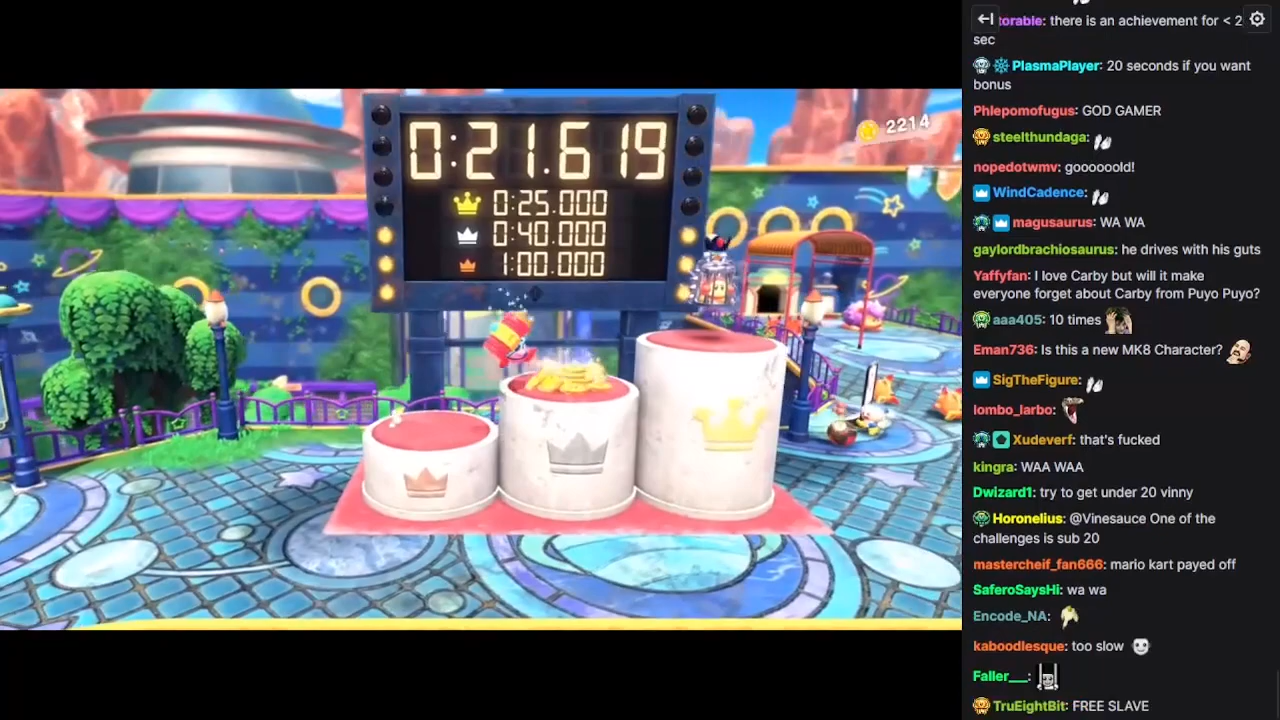 0:21.619
0:25.000
0:40.000
1:00.000
2214
torable: there is an achievement for < 2
sec
PlasmaPlayer: 20 seconds if you want
bonus
Phlepomofugus: GOD GAMER
steelthundaga:
nopedotwmv: goooooold!
WindCadence:
magusaurus: WA WA
gaylordbrachiosaurus: he drives with his guts
Yaffyfan: I love Carby but will it make
everyone forget about Carby from Puyo Puyo?
aaa405: 10 times
Eman736: Is this a new MK8 Character?
SigTheFigure:
lombo_larbo:
Xudeverf: that's fucked
kingra: WAA WAA
Dwizard1: try to get under 20 vinny
Horonelius: @Vinesauce One of the
challenges is sub 20
mastercheif_fan666: mario kart payed off
SaferoSaysHi: wa wa
Encode_NA:
kaboodlesque: too slow
Faller___:
TrueEightBit: FREE SLAVE